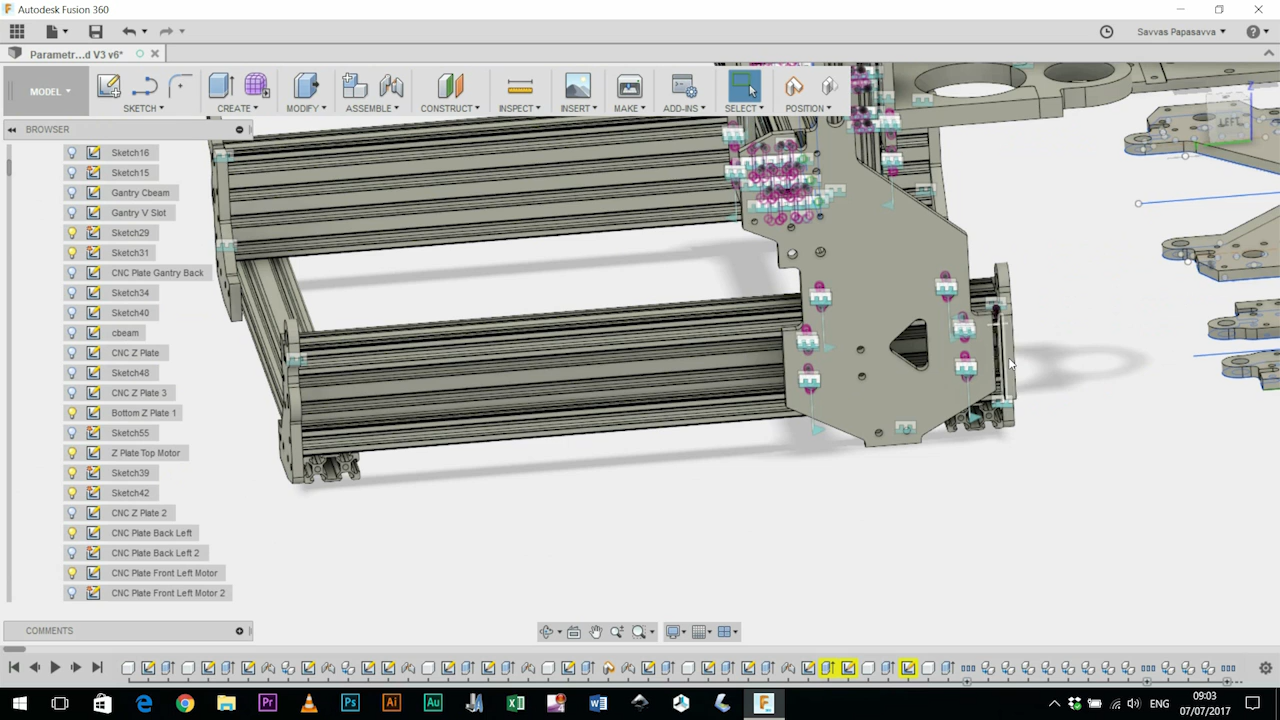 Autodesk Fusion 360
Savvas Papasavva
Parametr...d V3 v6*
MODEL
SKETCH
CREATE
MODIFY
ASSEMBLE
CONSTRUCT
INSPECT
INSERT
MAKE
ADD-INS
SELECT
POSITION
Z
LEFT
BROWSER
Sketch16
Sketch15
Gantry Cbeam
Gantry V Slot
Sketch29
Sketch31
CNC Plate Gantry Back
Sketch34
Sketch40
cbeam
CNC Z Plate
Sketch48
CNC Z Plate 3
Bottom Z Plate 1
Sketch55
Z Plate Top Motor
Sketch39
Sketch42
CNC Z Plate 2
CNC Plate Back Left
CNC Plate Back Left 2
CNC Plate Front Left Motor
CNC Plate Front Left Motor 2
COMMENTS
Pr
Ps
Ai
Au
ENG
09:03
07/07/2017